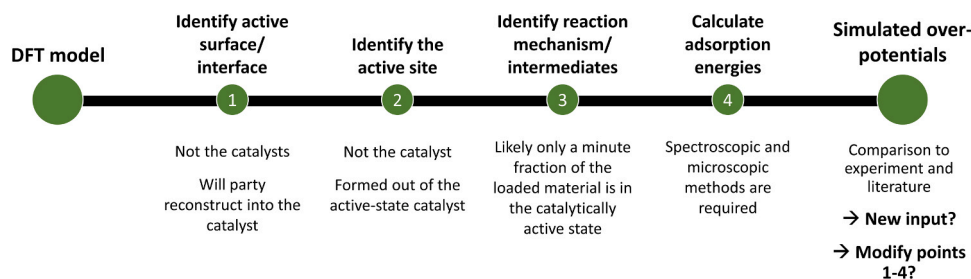 DFT model
Identify active
surface/
interface
Identify the
active site
Identify reaction
mechanism/
intermediates
Calculate
adsorption
energies
Simulated over-
potentials
1
2
3
4
Not the catalysts
Will party
reconstruct into the
catalyst
Not the catalyst
Formed out of the
active-state catalyst
Likely only a minute
fraction of the
loaded material is in
the catalytically
active state
Spectroscopic and
microscopic
methods are
required
Comparison to
experiment and
literature
→ New input?
→ Modify points
1-4?